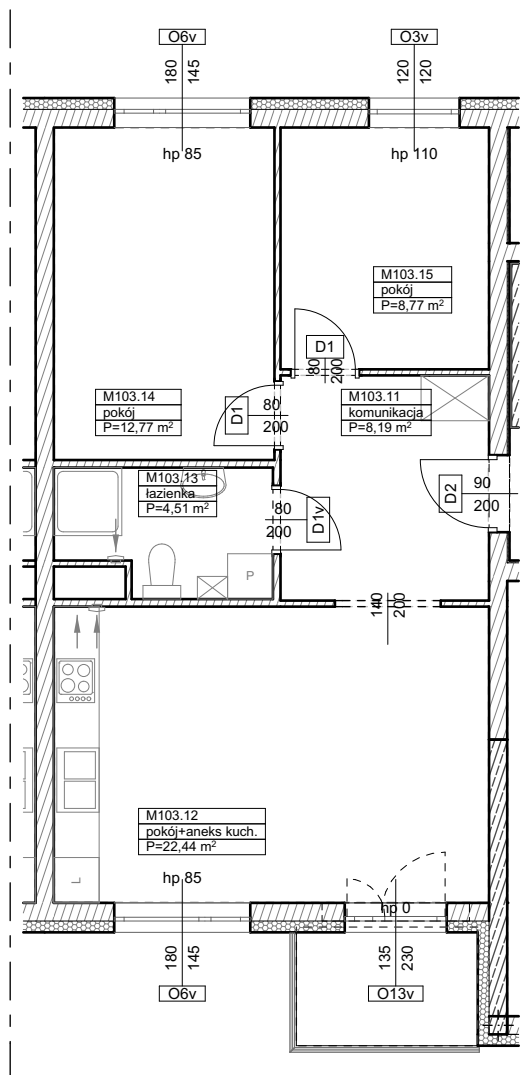 O6v
O3v
180
145
120
120
hp 85
hp 110
M103.15
pokój
P=8,77 m²
D1
80
200
M103.14
pokój
P=12,77 m²
D1
80
200
M103.11
komunikacja
P=8,19 m²
M103.13
łazienka
P=4,51 m²
80
200
D1v
D2
90
200
P
140
200
M103.12
pokój+aneks kuch.
P=22,44 m²
L
hp 85
hp 0
180
145
135
230
O6v
O13v